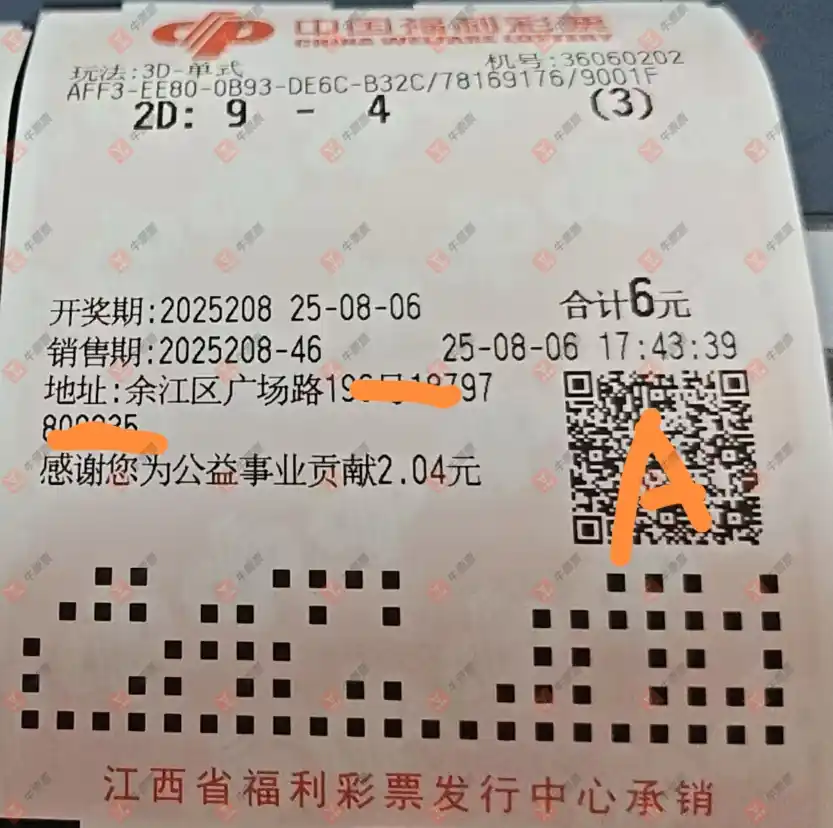 中国福利彩票
CHINA WELFARE LOTTERY
玩法:3D-单式 机号:36060202
AFF3-EE80-0B93-DE6C-B32C/78169176/9001F
2D: 9 - 4 (3)
开奖期:2025208 25-08-06 合计6元
销售期:2025208-46 25-08-06 17:43:39
地址:余江区广场路19 797
感谢您为公益事业贡献2.04元
A
江西省福利彩票发行中心承销